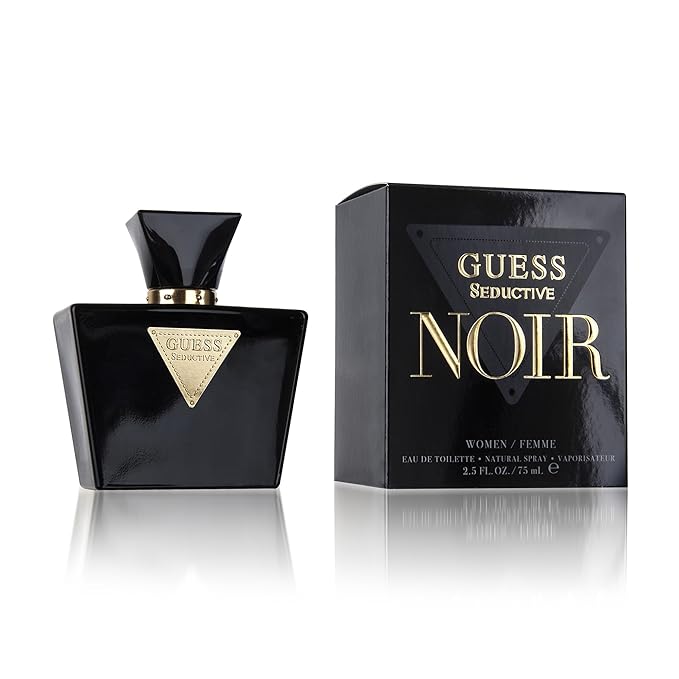 GUESS
SEDUCTIVE
GUESS
SEDUCTIVE
NOIR
WOMEN / FEMME
EAU DE TOILETTE • NATURAL SPRAY • VAPORISATEUR
2.5 FL. OZ. / 75 mL. ℮